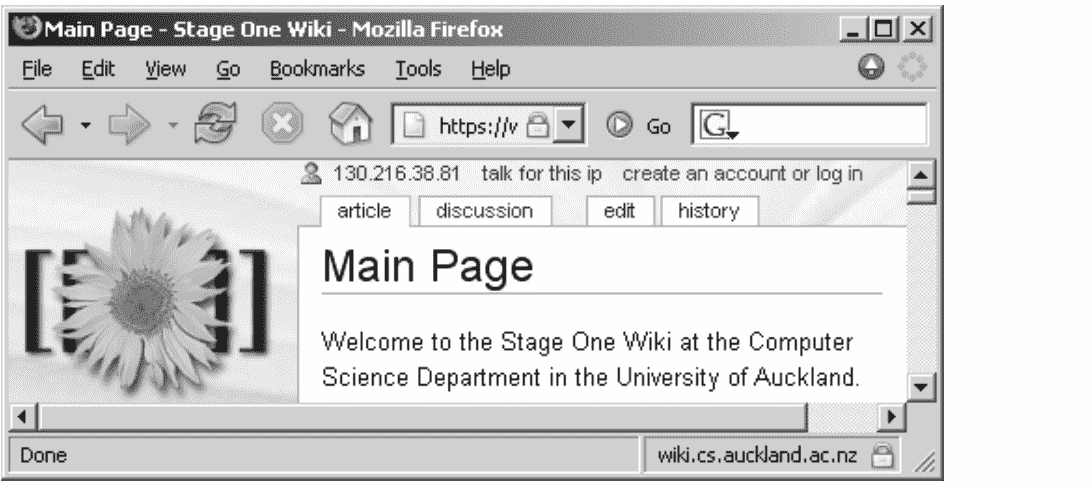 Main Page - Stage One Wiki - Mozilla Firefox
File Edit View Go Bookmarks Tools Help
https://v Go G
130.216.38.81 talk for this ip create an account or log in
article discussion edit history
[[ ]]
Main Page
Welcome to the Stage One Wiki at the Computer
Science Department in the University of Auckland.
Done wiki.cs.auckland.ac.nz